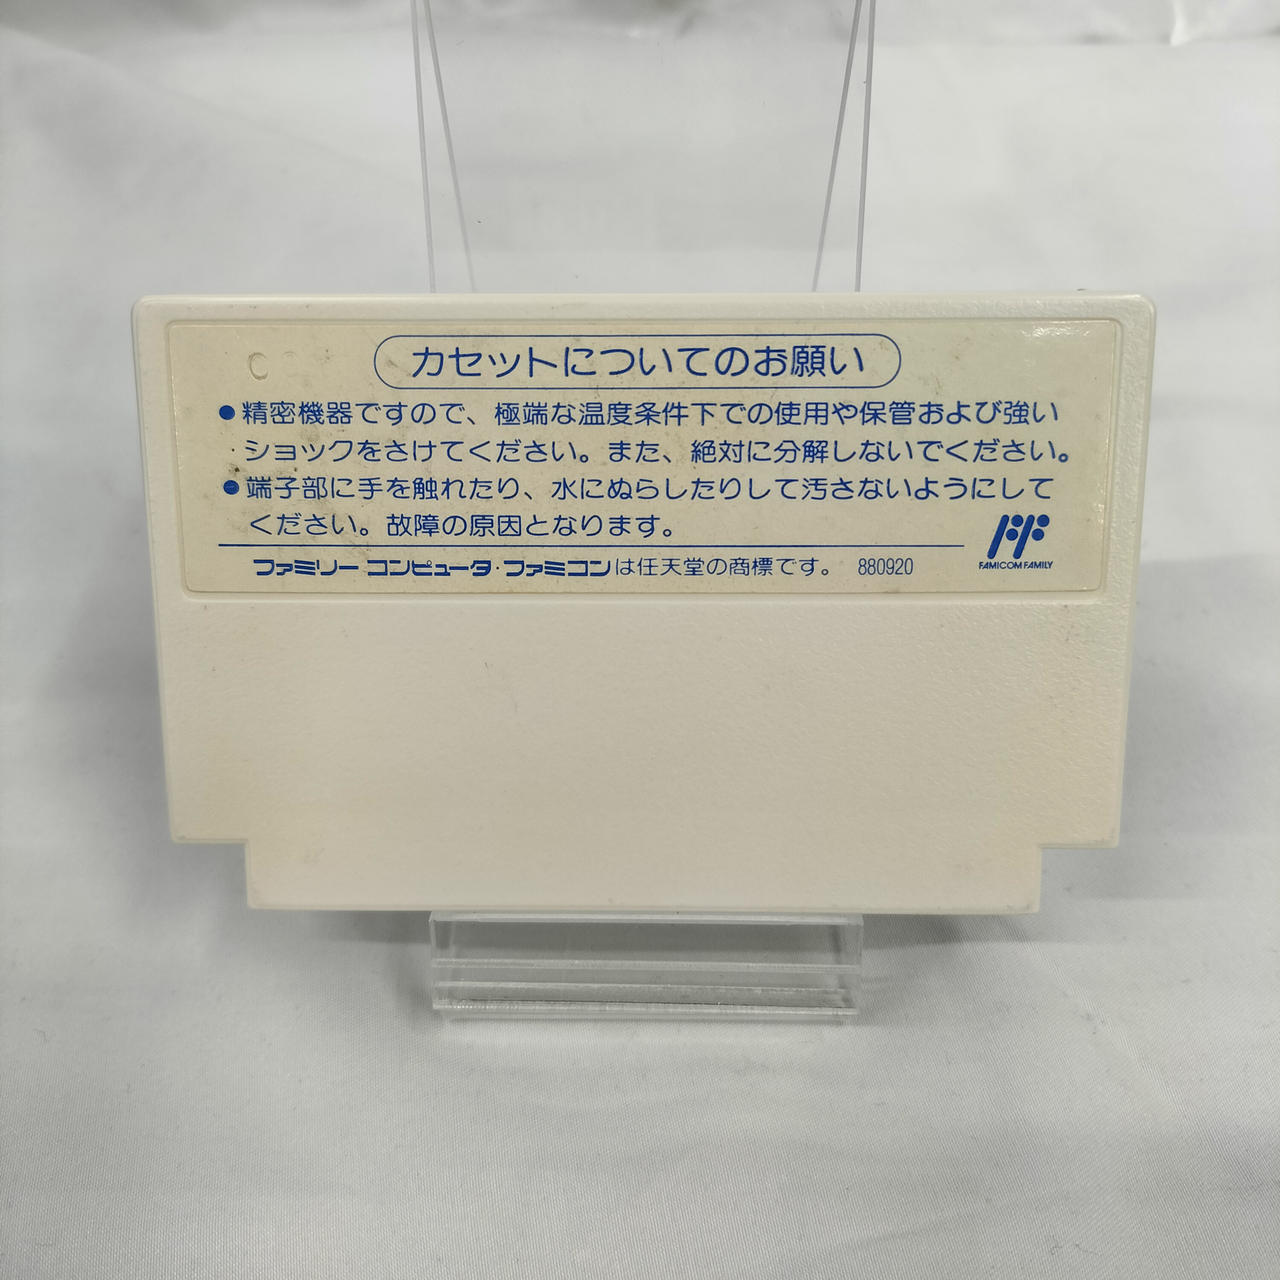 カセットについてのお願い
●精密機器ですので、極端な温度条件下での使用や保管および強い
ショックをさけてください。また、絶対に分解しないでください。
●端子部に手を触れたり、水にぬらしたりして汚さないようにして
ください。故障の原因となります。
ファミリーコンピュータ・ファミコンは任天堂の商標です。 880920
FF
FAMICOM FAMILY